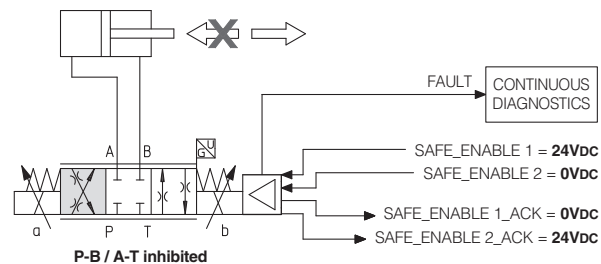 FAULT
CONTINUOUS
DIAGNOSTICS
A B
G U
SAFE_ENABLE 1 = 24VDC
SAFE_ENABLE 2 = 0VDC
SAFE_ENABLE 1_ACK = 0VDC
SAFE_ENABLE 2_ACK = 24VDC
a P T b
P-B / A-T inhibited